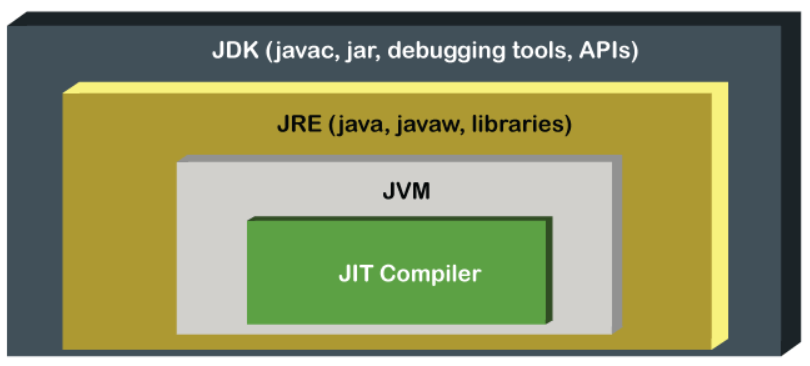 JDK (javac, jar, debugging tools, APIs)
JRE (java, javaw, libraries)
JVM
JIT Compiler